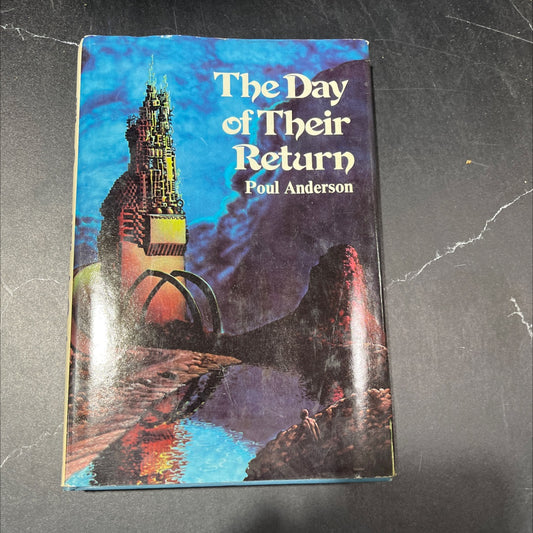 The Day
of Their
Return
Poul Anderson